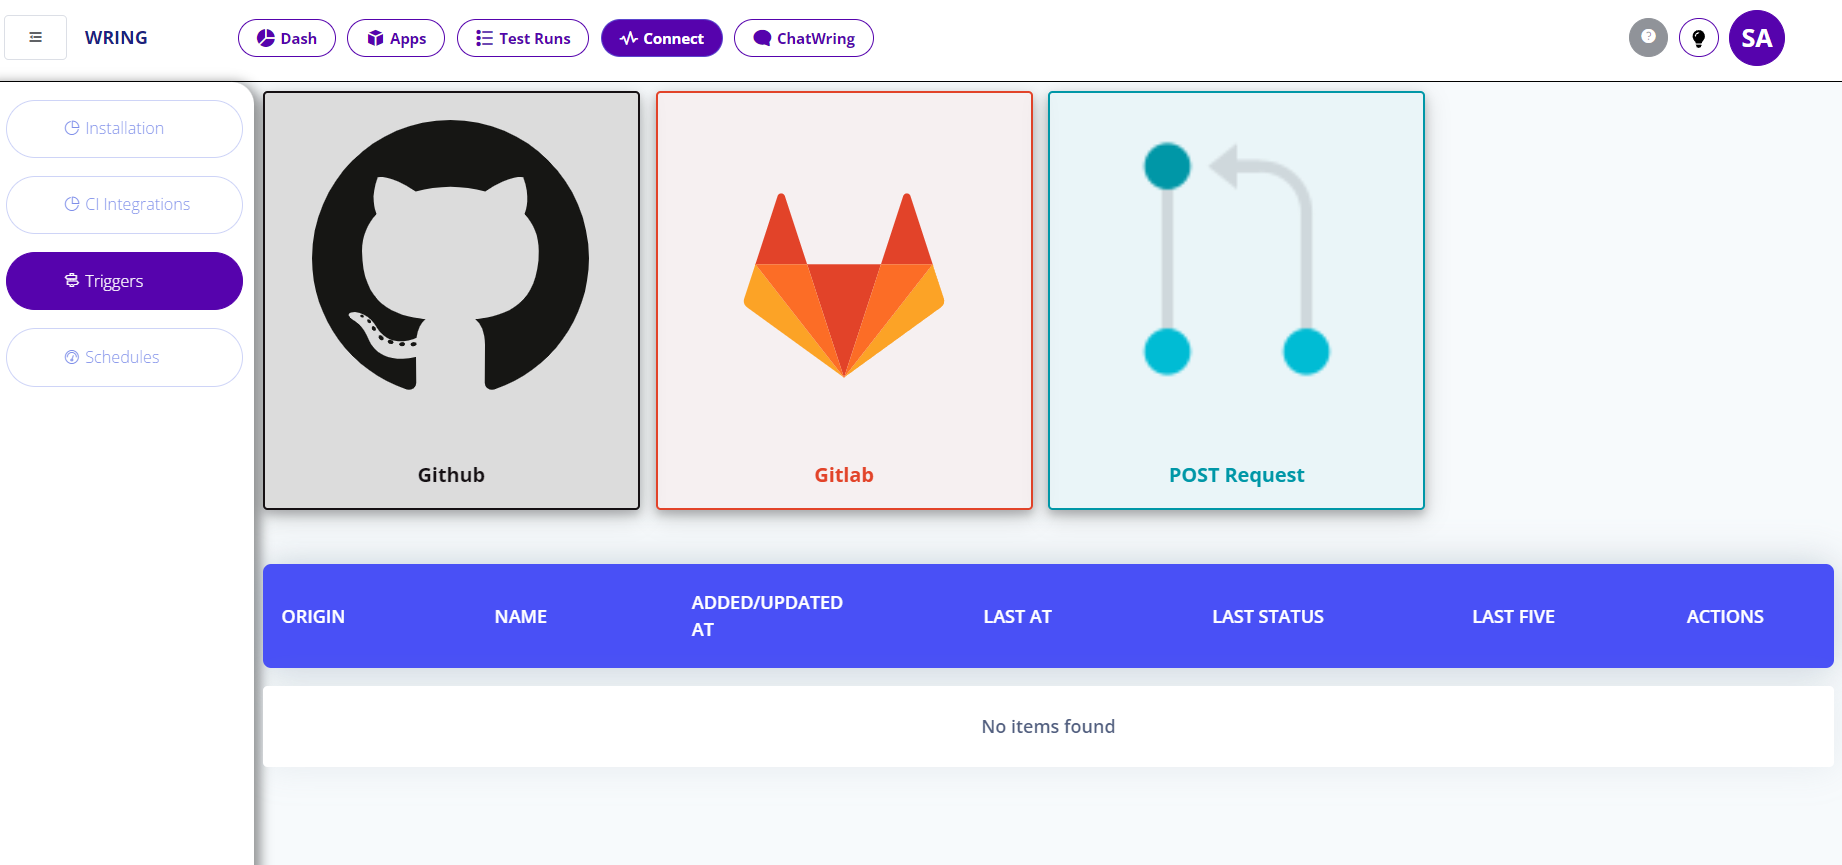 WRING
Dash
Apps
Test Runs
Connect
ChatWring
?
SA
Installation
CI Integrations
Triggers
Schedules
Github
Gitlab
POST Request
ORIGIN
NAME
ADDED/UPDATED
AT
LAST AT
LAST STATUS
LAST FIVE
ACTIONS
No items found